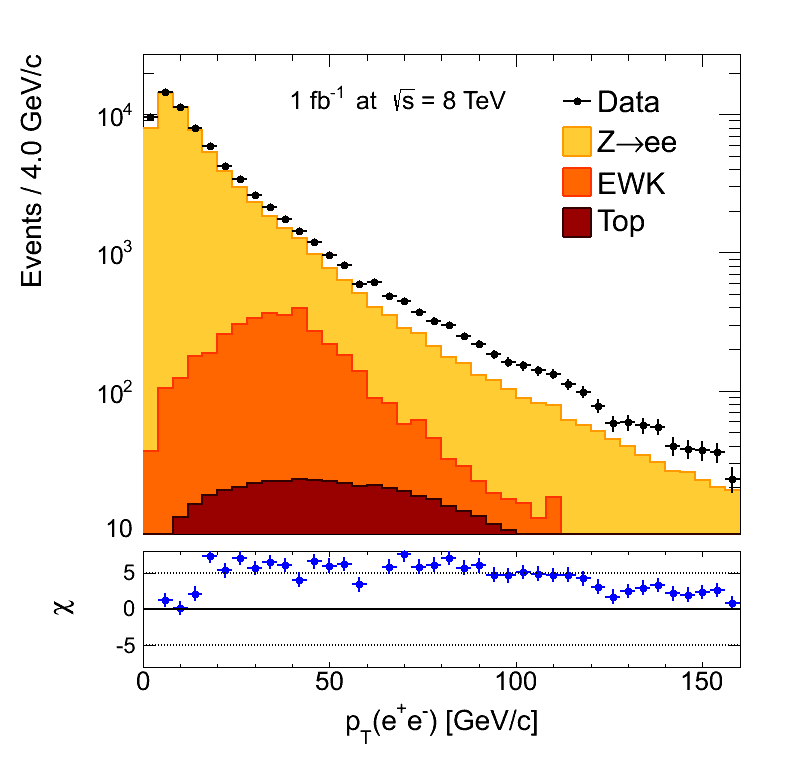 Events / 4.0 GeV/c
10⁴
10³
10²
10
1 fb⁻¹ at √s = 8 TeV
Data
Z→ee
EWK
Top
χ
5
0
-5
0
50
100
150
p_T(e⁺e⁻) [GeV/c]